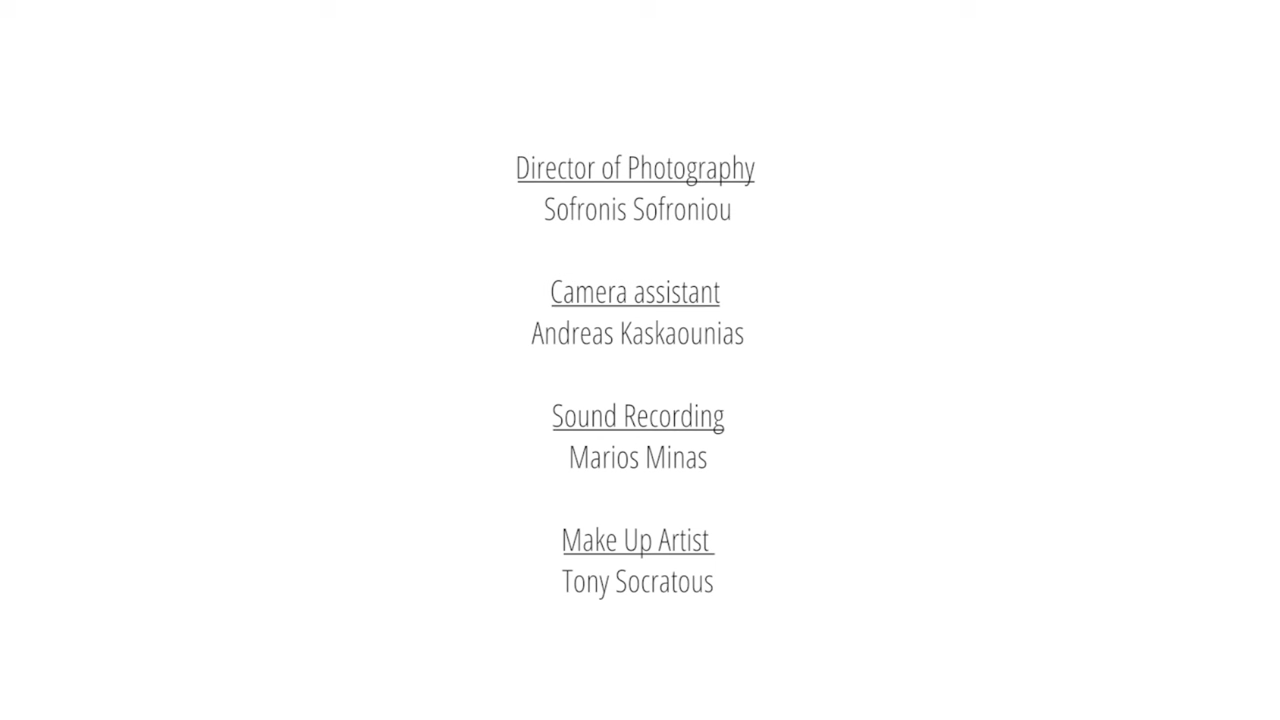 Director of Photography
Sofronis Sofroniou
Camera assistant
Andreas Kaskaounias
Sound Recording
Marios Minas
Make Up Artist
Tony Socratous